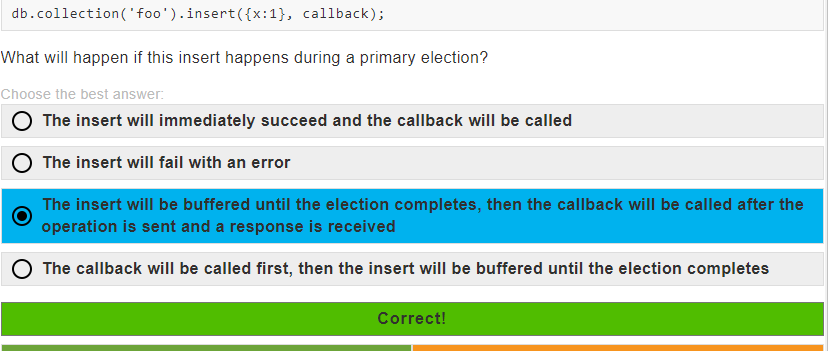 db.collection('foo').insert({x:1}, callback);
What will happen if this insert happens during a primary election?
Choose the best answer:
The insert will immediately succeed and the callback will be called
The insert will fail with an error
The insert will be buffered until the election completes, then the callback will be called after the
operation is sent and a response is received
The callback will be called first, then the insert will be buffered until the election completes
Correct!